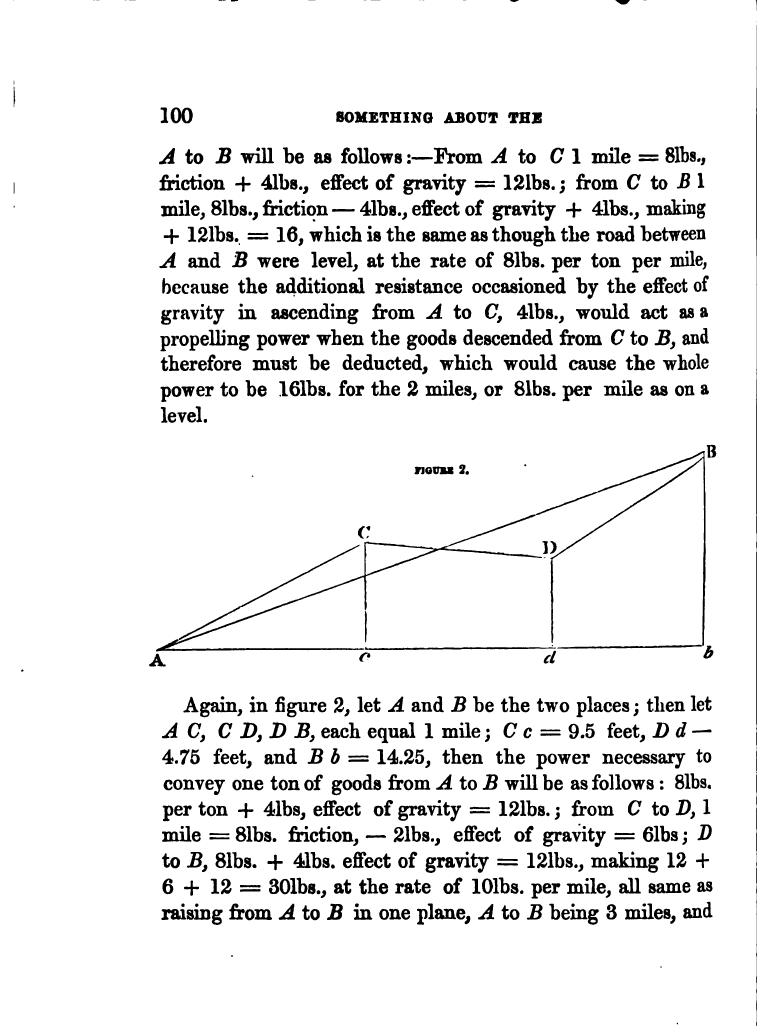 100 SOMETHING ABOUT THE
A to B will be as follows:—From A to C 1 mile = 8lbs.,
friction + 4lbs., effect of gravity = 12lbs.; from C to B 1
mile, 8lbs., friction — 4lbs., effect of gravity + 4lbs., making
+ 12lbs. = 16, which is the same as though the road between
A and B were level, at the rate of 8lbs. per ton per mile,
because the additional resistance occasioned by the effect of
gravity in ascending from A to C, 4lbs., would act as a
propelling power when the goods descended from C to B, and
therefore must be deducted, which would cause the whole
power to be 16lbs. for the 2 miles, or 8lbs. per mile as on a
level.
FIGURE 2.
B
C
D
A
c
d
b
Again, in figure 2, let A and B be the two places; then let
A C, C D, D B, each equal 1 mile; C c = 9.5 feet, D d —
4.75 feet, and B b = 14.25, then the power necessary to
convey one ton of goods from A to B will be as follows: 8lbs.
per ton + 4lbs, effect of gravity = 12lbs.; from C to D, 1
mile = 8lbs. friction, — 2lbs., effect of gravity = 6lbs; D
to B, 8lbs. + 4lbs. effect of gravity = 12lbs., making 12 +
6 + 12 = 30lbs., at the rate of 10lbs. per mile, all same as
raising from A to B in one plane, A to B being 3 miles, and